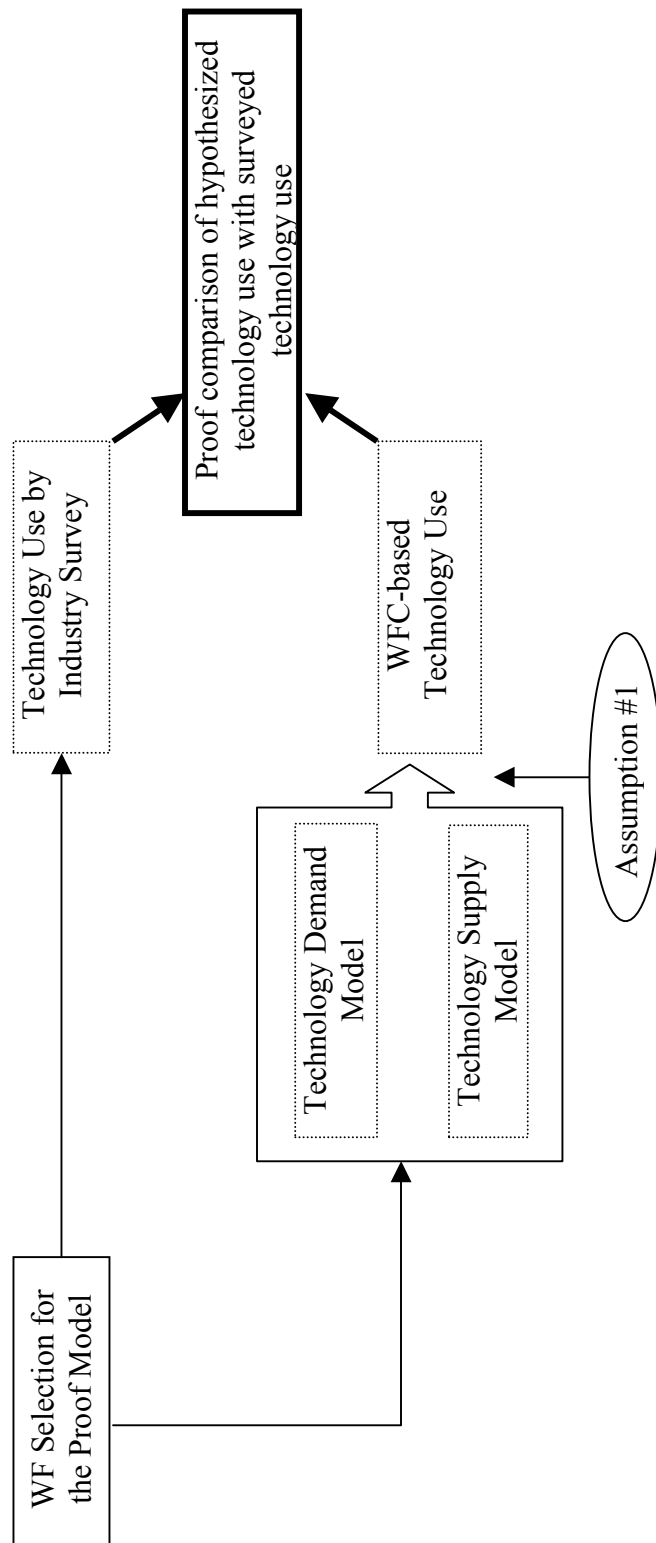 WF Selection for
the Proof Model
Technology Use by
Industry Survey
Technology Demand
Model
Technology Supply
Model
WFC-based
Technology Use
Assumption #1
Proof comparison of hypothesized
technology use with surveyed
technology use